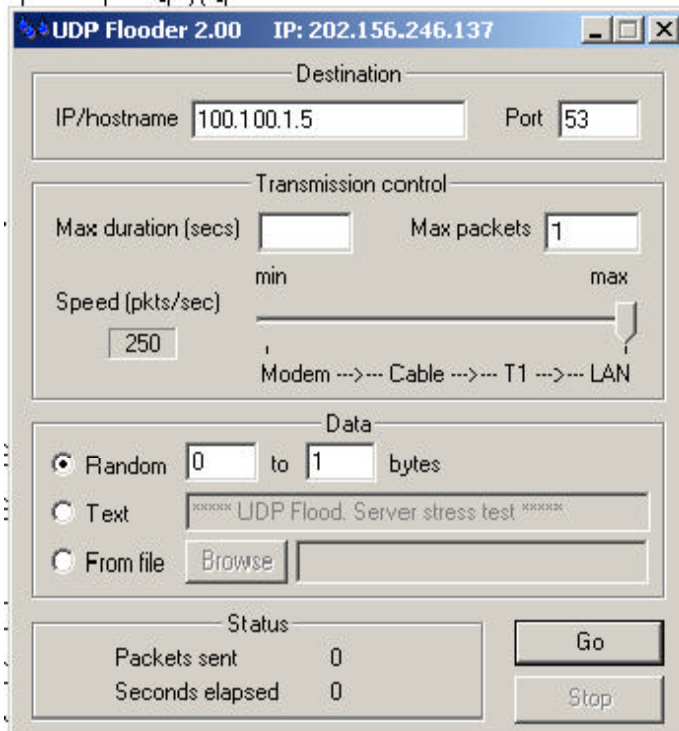 UDP Flooder 2.00 IP: 202.156.246.137
Destination
IP/hostname 100.100.1.5 Port 53
Transmission control
Max duration (secs) Max packets 1
min max
Speed (pkts/sec)
250
Modem --->--- Cable --->--- T1 --->--- LAN
Data
Random 0 to 1 bytes
Text ***** UDP Flood. Server stress test *****
From file Browse
Status
Packets sent 0
Seconds elapsed 0
Go
Stop